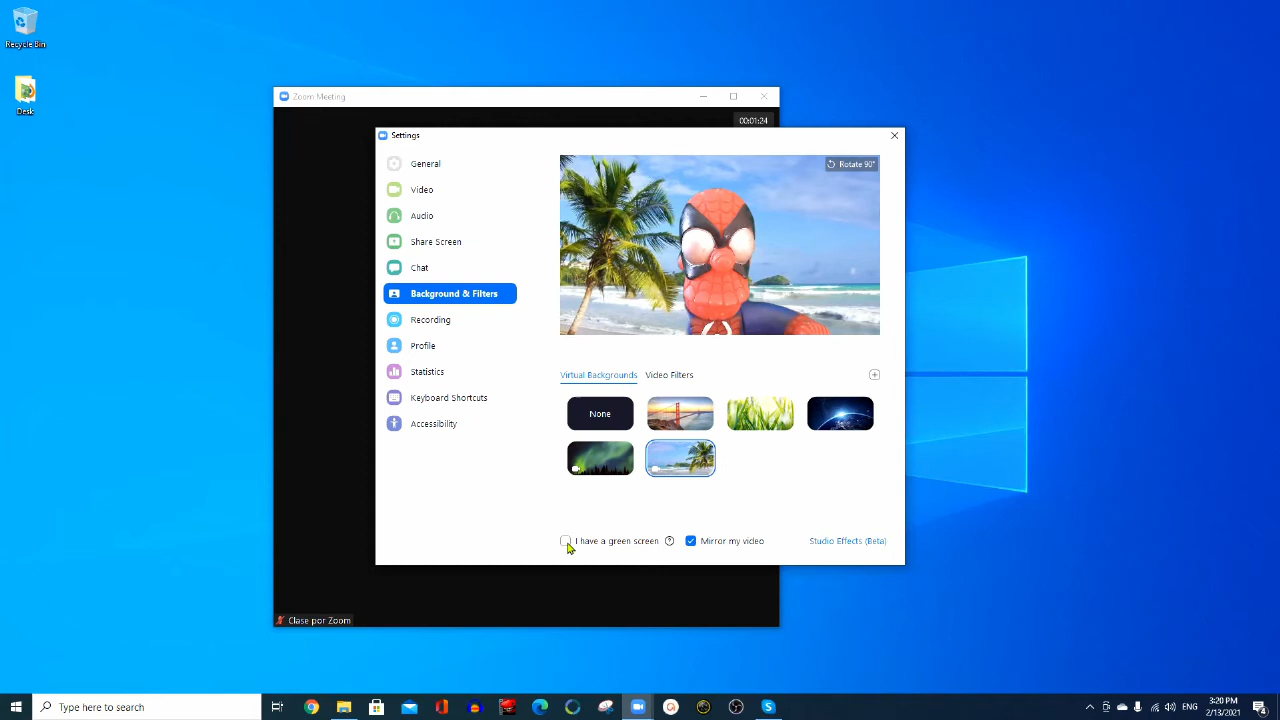 Recycle Bin
Desk
Zoom Meeting
00:01:24
Settings
General
Video
Audio
Share Screen
Chat
Background & Filters
Recording
Profile
Statistics
Keyboard Shortcuts
Accessibility
Rotate 90°
Virtual Backgrounds Video Filters
None
I have a green screen
Mirror my video
Studio Effects (Beta)
Clase por Zoom
Type here to search
ENG
3:20 PM
2/13/2021
4